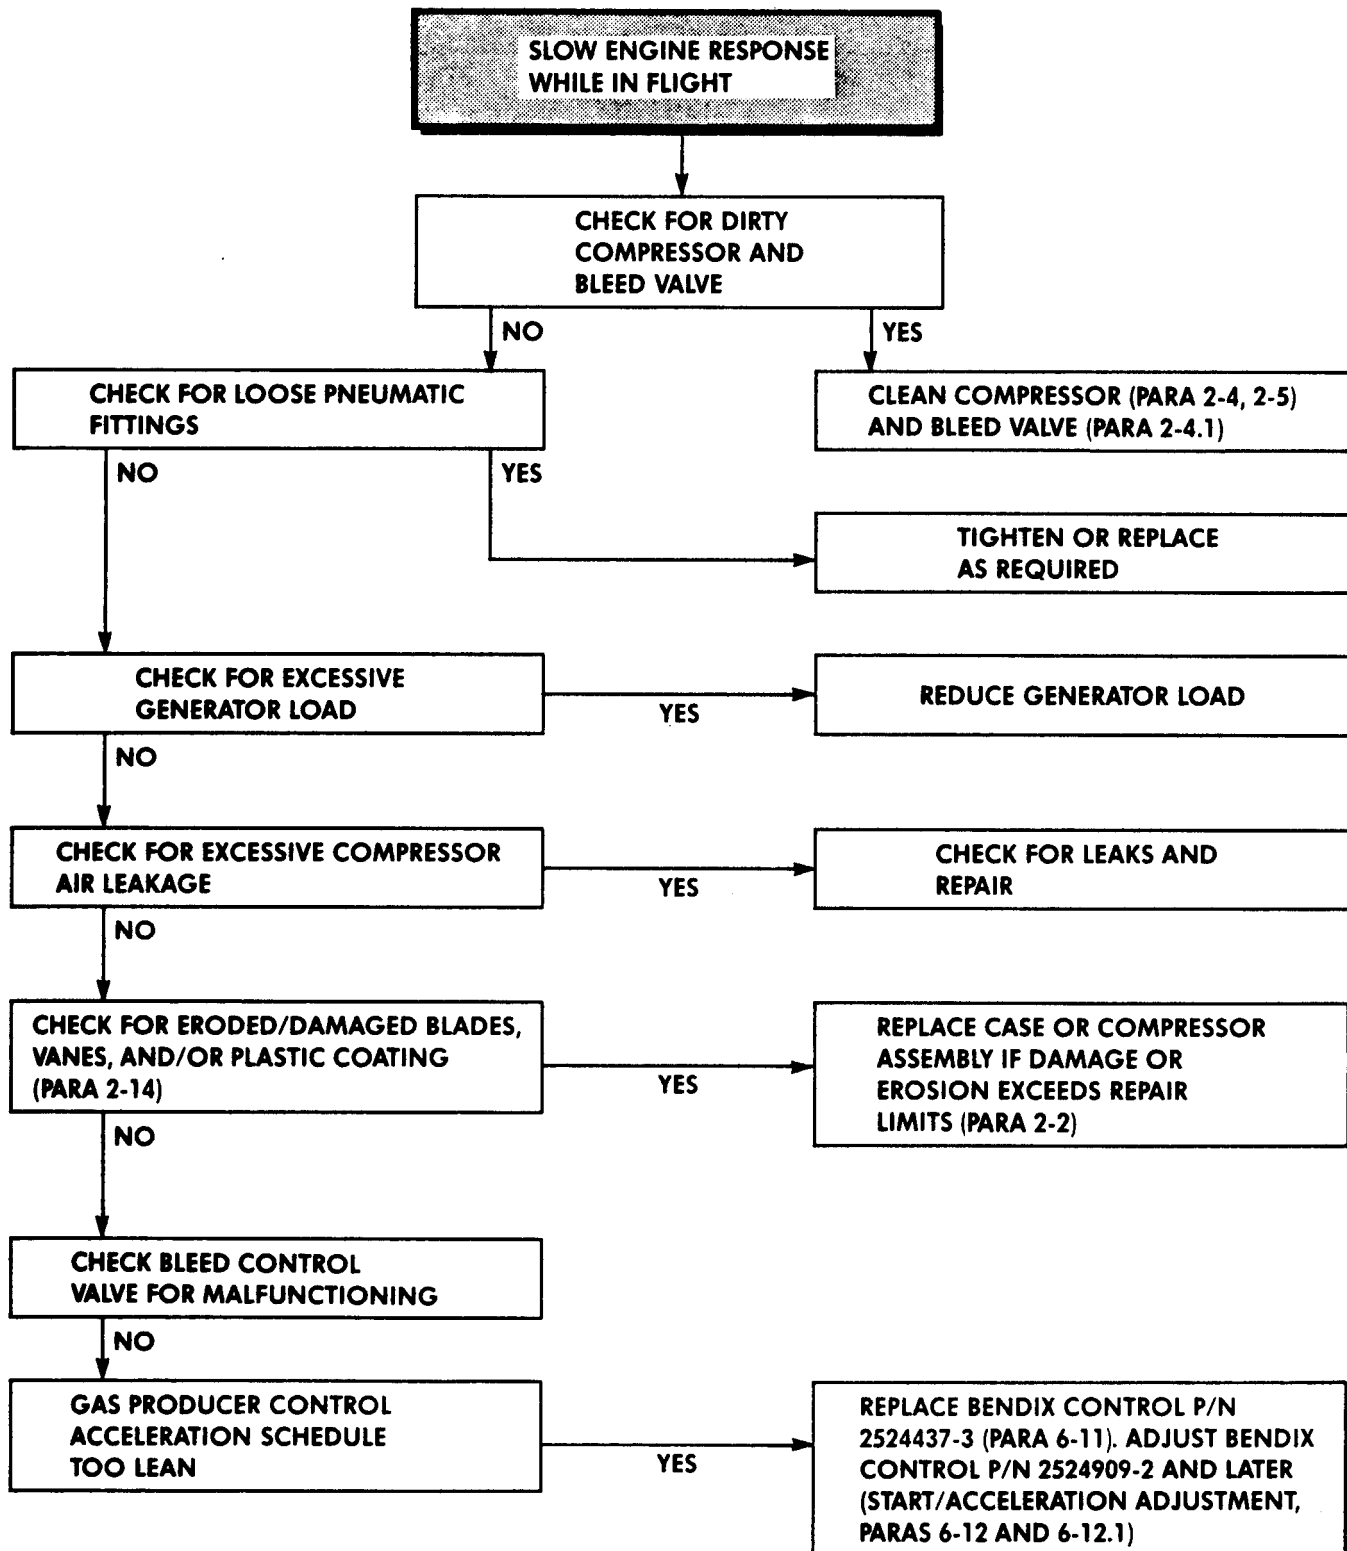 SLOW ENGINE RESPONSE
WHILE IN FLIGHT
CHECK FOR DIRTY
COMPRESSOR AND
BLEED VALVE
NO
YES
CHECK FOR LOOSE PNEUMATIC
FITTINGS
CLEAN COMPRESSOR (PARA 2-4, 2-5)
AND BLEED VALVE (PARA 2-4.1)
NO
YES
TIGHTEN OR REPLACE
AS REQUIRED
CHECK FOR EXCESSIVE
GENERATOR LOAD
YES
REDUCE GENERATOR LOAD
NO
CHECK FOR EXCESSIVE COMPRESSOR
AIR LEAKAGE
YES
CHECK FOR LEAKS AND
REPAIR
NO
CHECK FOR ERODED/DAMAGED BLADES,
VANES, AND/OR PLASTIC COATING
(PARA 2-14)
YES
REPLACE CASE OR COMPRESSOR
ASSEMBLY IF DAMAGE OR
EROSION EXCEEDS REPAIR
LIMITS (PARA 2-2)
NO
CHECK BLEED CONTROL
VALVE FOR MALFUNCTIONING
NO
GAS PRODUCER CONTROL
ACCELERATION SCHEDULE
TOO LEAN
YES
REPLACE BENDIX CONTROL P/N
2524437-3 (PARA 6-11). ADJUST BENDIX
CONTROL P/N 2524909-2 AND LATER
(START/ACCELERATION ADJUSTMENT,
PARAS 6-12 AND 6-12.1)